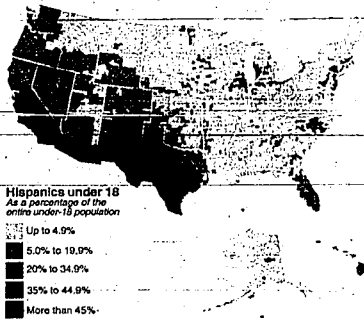 Hispanics under 18
As a percentage of the
entire under-18 population
Up to 4.9%
5.0% to 19.9%
20% to 34.9%
35% to 44.9%
More than 45%